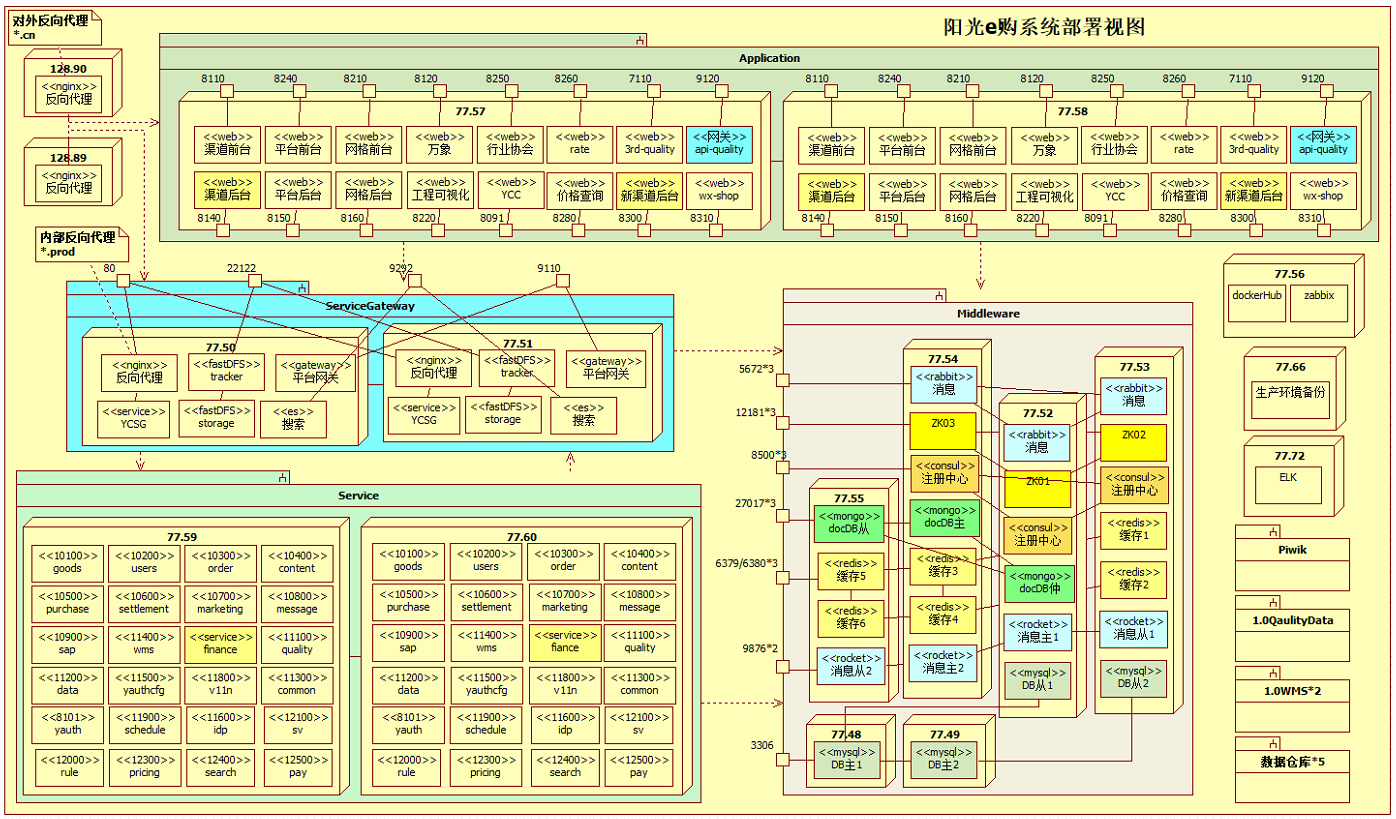 对外反向代理
*.cn
阳光e购系统部署视图
128.90
<<nginx>>
反向代理
128.89
<<nginx>>
反向代理
Application
8110
8240
8210
8120
8250
8260
7110
9120
77.57
<<web>>
渠道前台
<<web>>
平台前台
<<web>>
网格前台
<<web>>
万象
<<web>>
行业协会
<<web>>
rate
<<web>>
3rd-quality
<<网关>>
api-quality
<<web>>
渠道后台
<<web>>
平台后台
<<web>>
网格后台
<<web>>
工程可视化
<<web>>
YCC
<<web>>
价格查询
<<web>>
新渠道后台
<<web>>
wx-shop
8140
8150
8160
8220
8091
8280
8300
8310
8110
8240
8210
8120
8250
8260
7110
9120
77.58
<<web>>
渠道前台
<<web>>
平台前台
<<web>>
网格前台
<<web>>
万象
<<web>>
行业协会
<<web>>
rate
<<web>>
3rd-quality
<<网关>>
api-quality
<<web>>
渠道后台
<<web>>
平台后台
<<web>>
网格后台
<<web>>
工程可视化
<<web>>
YCC
<<web>>
价格查询
<<web>>
新渠道后台
<<web>>
wx-shop
8140
8150
8160
8220
8091
8280
8300
8310
内部反向代理
*.prod
80
22122
9292
9110
ServiceGateway
77.50
<<nginx>>
反向代理
<<fastDFS>>
tracker
<<gateway>>
平台网关
<<service>>
YCSG
<<fastDFS>>
storage
<<es>>
搜索
77.51
<<nginx>>
反向代理
<<fastDFS>>
tracker
<<gateway>>
平台网关
<<service>>
YCSG
<<fastDFS>>
storage
<<es>>
搜索
Service
77.59
<<10100>>
goods
<<10200>>
users
<<10300>>
order
<<10400>>
content
<<10500>>
purchase
<<10600>>
settlement
<<10700>>
marketing
<<10800>>
message
<<10900>>
sap
<<11400>>
wms
<<service>>
finance
<<11100>>
quality
<<11200>>
data
<<11500>>
yauthcfg
<<11800>>
v11n
<<11300>>
common
<<8101>>
yauth
<<11900>>
schedule
<<11600>>
idp
<<12100>>
sv
<<12000>>
rule
<<12300>>
pricing
<<12400>>
search
<<12500>>
pay
77.60
<<10100>>
goods
<<10200>>
users
<<10300>>
order
<<10400>>
content
<<10500>>
purchase
<<10600>>
settlement
<<10700>>
marketing
<<10800>>
message
<<10900>>
sap
<<11400>>
wms
<<service>>
fiance
<<11100>>
quality
<<11200>>
data
<<11500>>
yauthcfg
<<11800>>
v11n
<<11300>>
common
<<8101>>
yauth
<<11900>>
schedule
<<11600>>
idp
<<12100>>
sv
<<12000>>
rule
<<12300>>
pricing
<<12400>>
search
<<12500>>
pay
Middleware
5672*3
12181*3
8500*3
27017*3
6379/6380*3
9876*2
3306
77.55
<<mongo>>
docDB从
<<redis>>
缓存5
<<redis>>
缓存6
<<rocket>>
消息从2
77.54
<<rabbit>>
消息
ZK03
<<consul>>
注册中心
<<mongo>>
docDB主
<<redis>>
缓存3
<<redis>>
缓存4
<<rocket>>
消息主2
77.52
<<rabbit>>
消息
ZK01
<<consul>>
注册中心
<<mongo>>
docDB仲
<<rocket>>
消息主1
<<mysql>>
DB从1
77.53
<<rabbit>>
消息
ZK02
<<consul>>
注册中心
<<redis>>
缓存1
<<redis>>
缓存2
<<rocket>>
消息从1
<<mysql>>
DB从2
77.48
<<mysql>>
DB主1
77.49
<<mysql>>
DB主2
77.56
dockerHub
zabbix
77.66
生产环境备份
77.72
ELK
Piwik
1.0QaulityData
1.0WMS*2
数据仓库*5